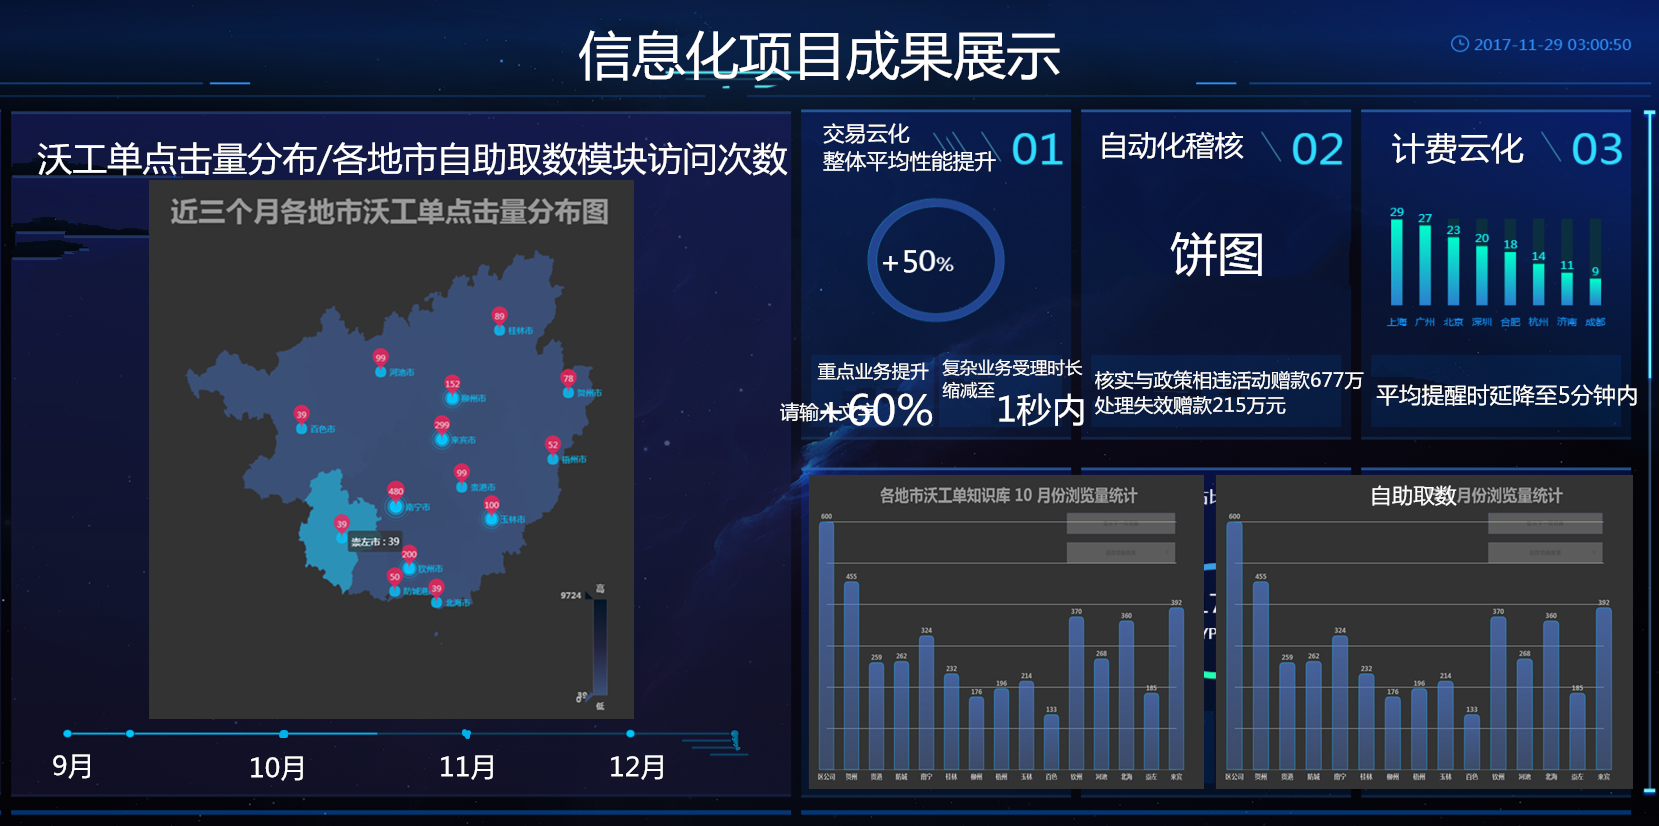 信息化项目成果展示
2017-11-29 03:00:50
沃工单点击量分布/各地市自助取数模块访问次数
近三个月各地市沃工单点击量分布图
89
桂林市
99
河池市
152
柳州市
78
贺州市
39
百色市
299
来宾市
52
梧州市
99
贵港市
480
南宁市
100
玉林市
39
崇左市 : 39
200
钦州市
50
防城港
39
北海市
高
9724
0
低
9月
10月
11月
12月
交易云化
整体平均性能提升
01
+50%
重点业务提升
+60%
复杂业务受理时长
缩减至
1秒内
自动化稽核
02
饼图
核实与政策相违活动赠款677万
处理失效赠款215万元
计费云化
03
29 27 23 20 18 14 11 9
上海 广州 北京 深圳 合肥 杭州 济南 成都
平均提醒时延降至5分钟内
各地市沃工单知识库 10 月份浏览量统计
600 455 259 262 324 232 176 196 214 133 370 268 360 185 392
区公司 贺州 贵港 防城 南宁 桂林 柳州 梧州 玉林 百色 钦州 河池 北海 崇左 来宾
自助取数
月份浏览量统计
600 455 259 262 324 232 176 196 214 133 370 268 360 185 392
区公司 贺州 贵港 防城 南宁 桂林 柳州 梧州 玉林 百色 钦州 河池 北海 崇左 来宾